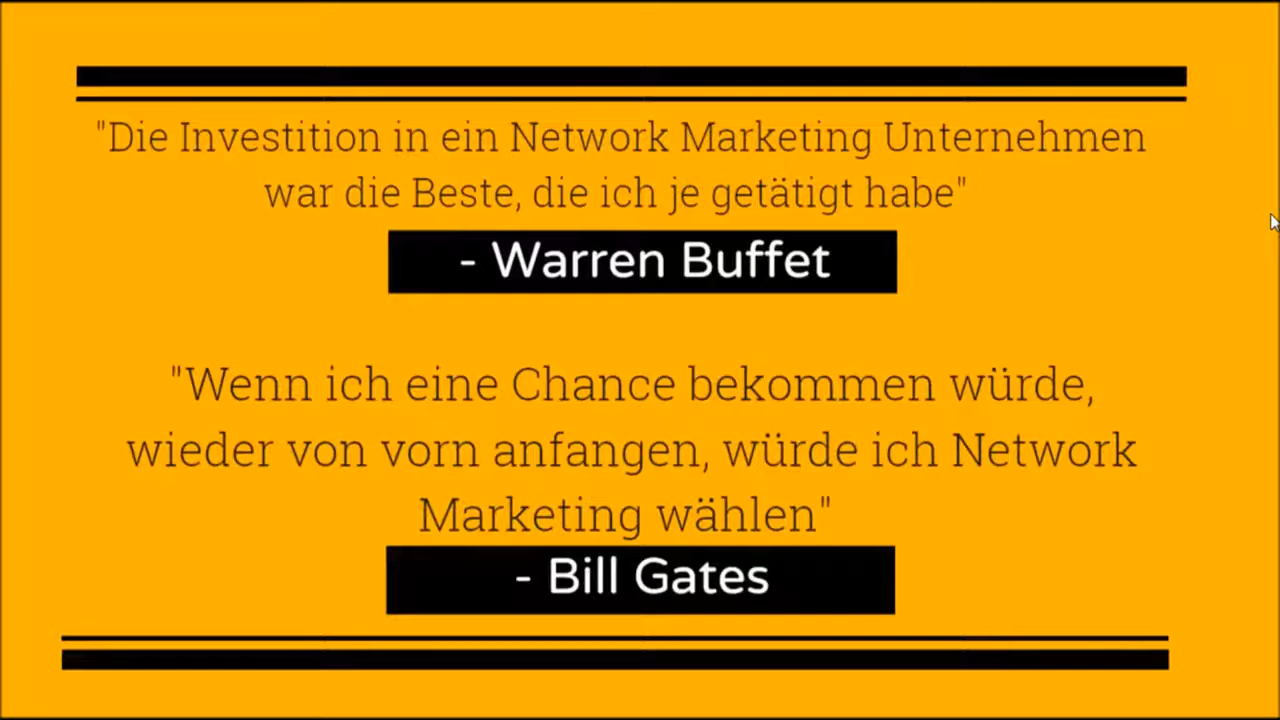 "Die Investition in ein Network Marketing Unternehmen
war die Beste, die ich je getätigt habe"
- Warren Buffet
"Wenn ich eine Chance bekommen würde,
wieder von vorn anfangen, würde ich Network
Marketing wählen"
- Bill Gates